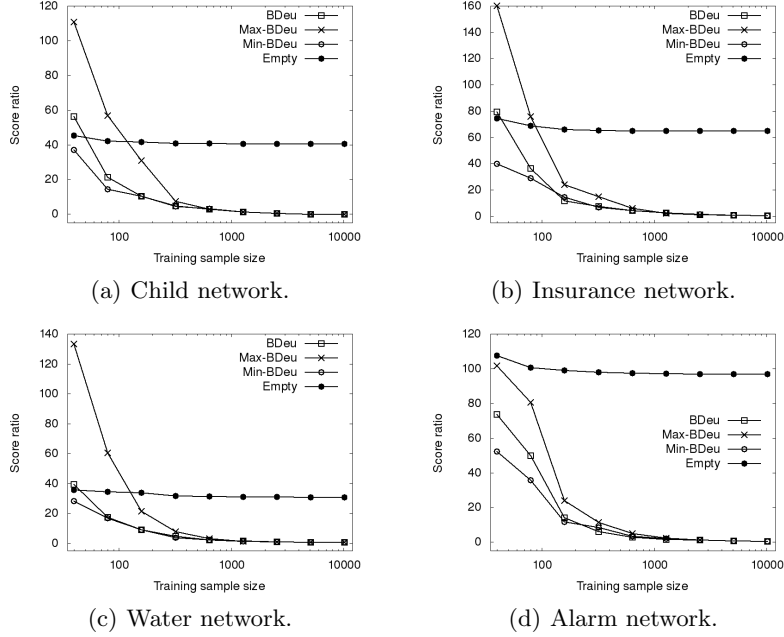 120
100
80
60
40
20
0
Score ratio
BDeu
Max-BDeu
Min-BDeu
Empty
100 1000 10000
Training sample size
(a) Child network.
160
140
120
100
80
60
40
20
0
Score ratio
BDeu
Max-BDeu
Min-BDeu
Empty
100 1000 10000
Training sample size
(b) Insurance network.
140
120
100
80
60
40
20
0
Score ratio
BDeu
Max-BDeu
Min-BDeu
Empty
100 1000 10000
Training sample size
(c) Water network.
120
100
80
60
40
20
0
Score ratio
BDeu
Max-BDeu
Min-BDeu
Empty
100 1000 10000
Training sample size
(d) Alarm network.